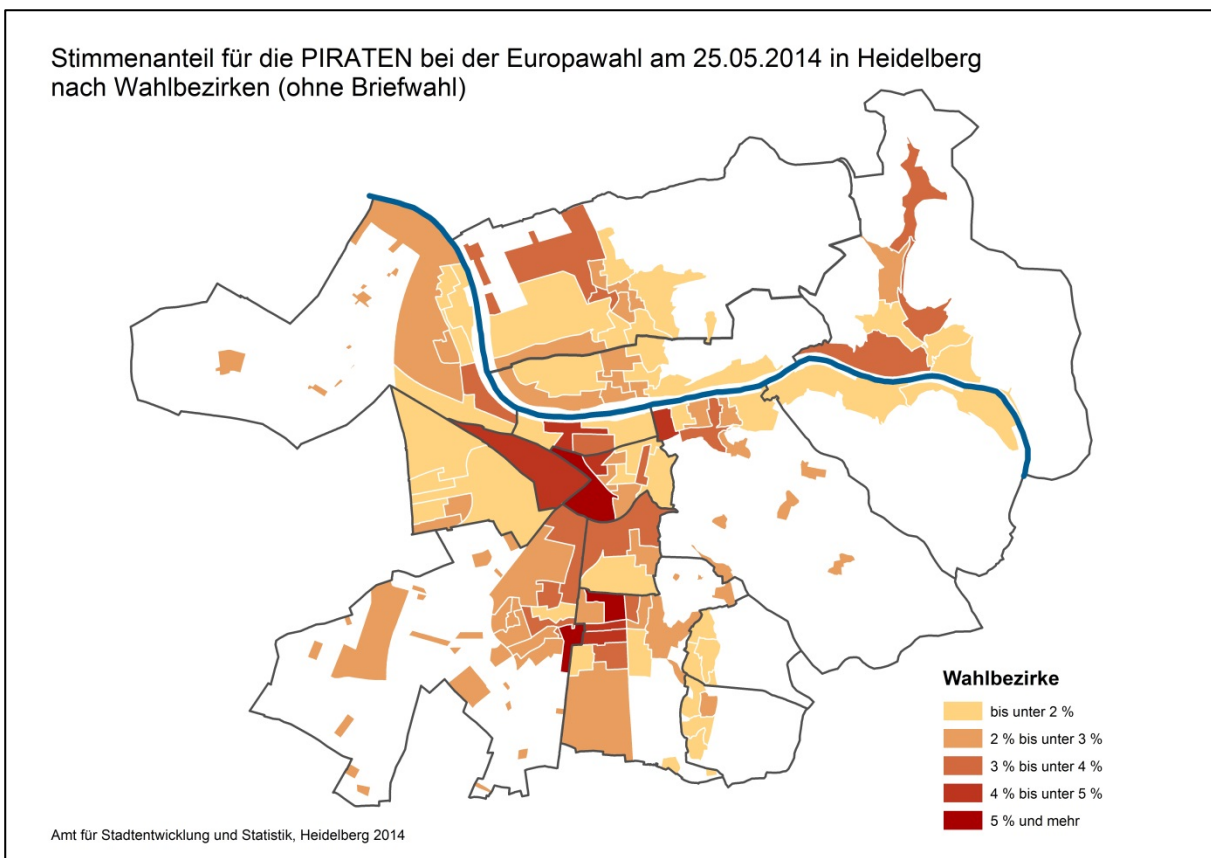 Stimmenanteil für die PIRATEN bei der Europawahl am 25.05.2014 in Heidelberg
nach Wahlbezirken (ohne Briefwahl)
Wahlbezirke
bis unter 2 %
2 % bis unter 3 %
3 % bis unter 4 %
4 % bis unter 5 %
5 % und mehr
Amt für Stadtentwicklung und Statistik, Heidelberg 2014